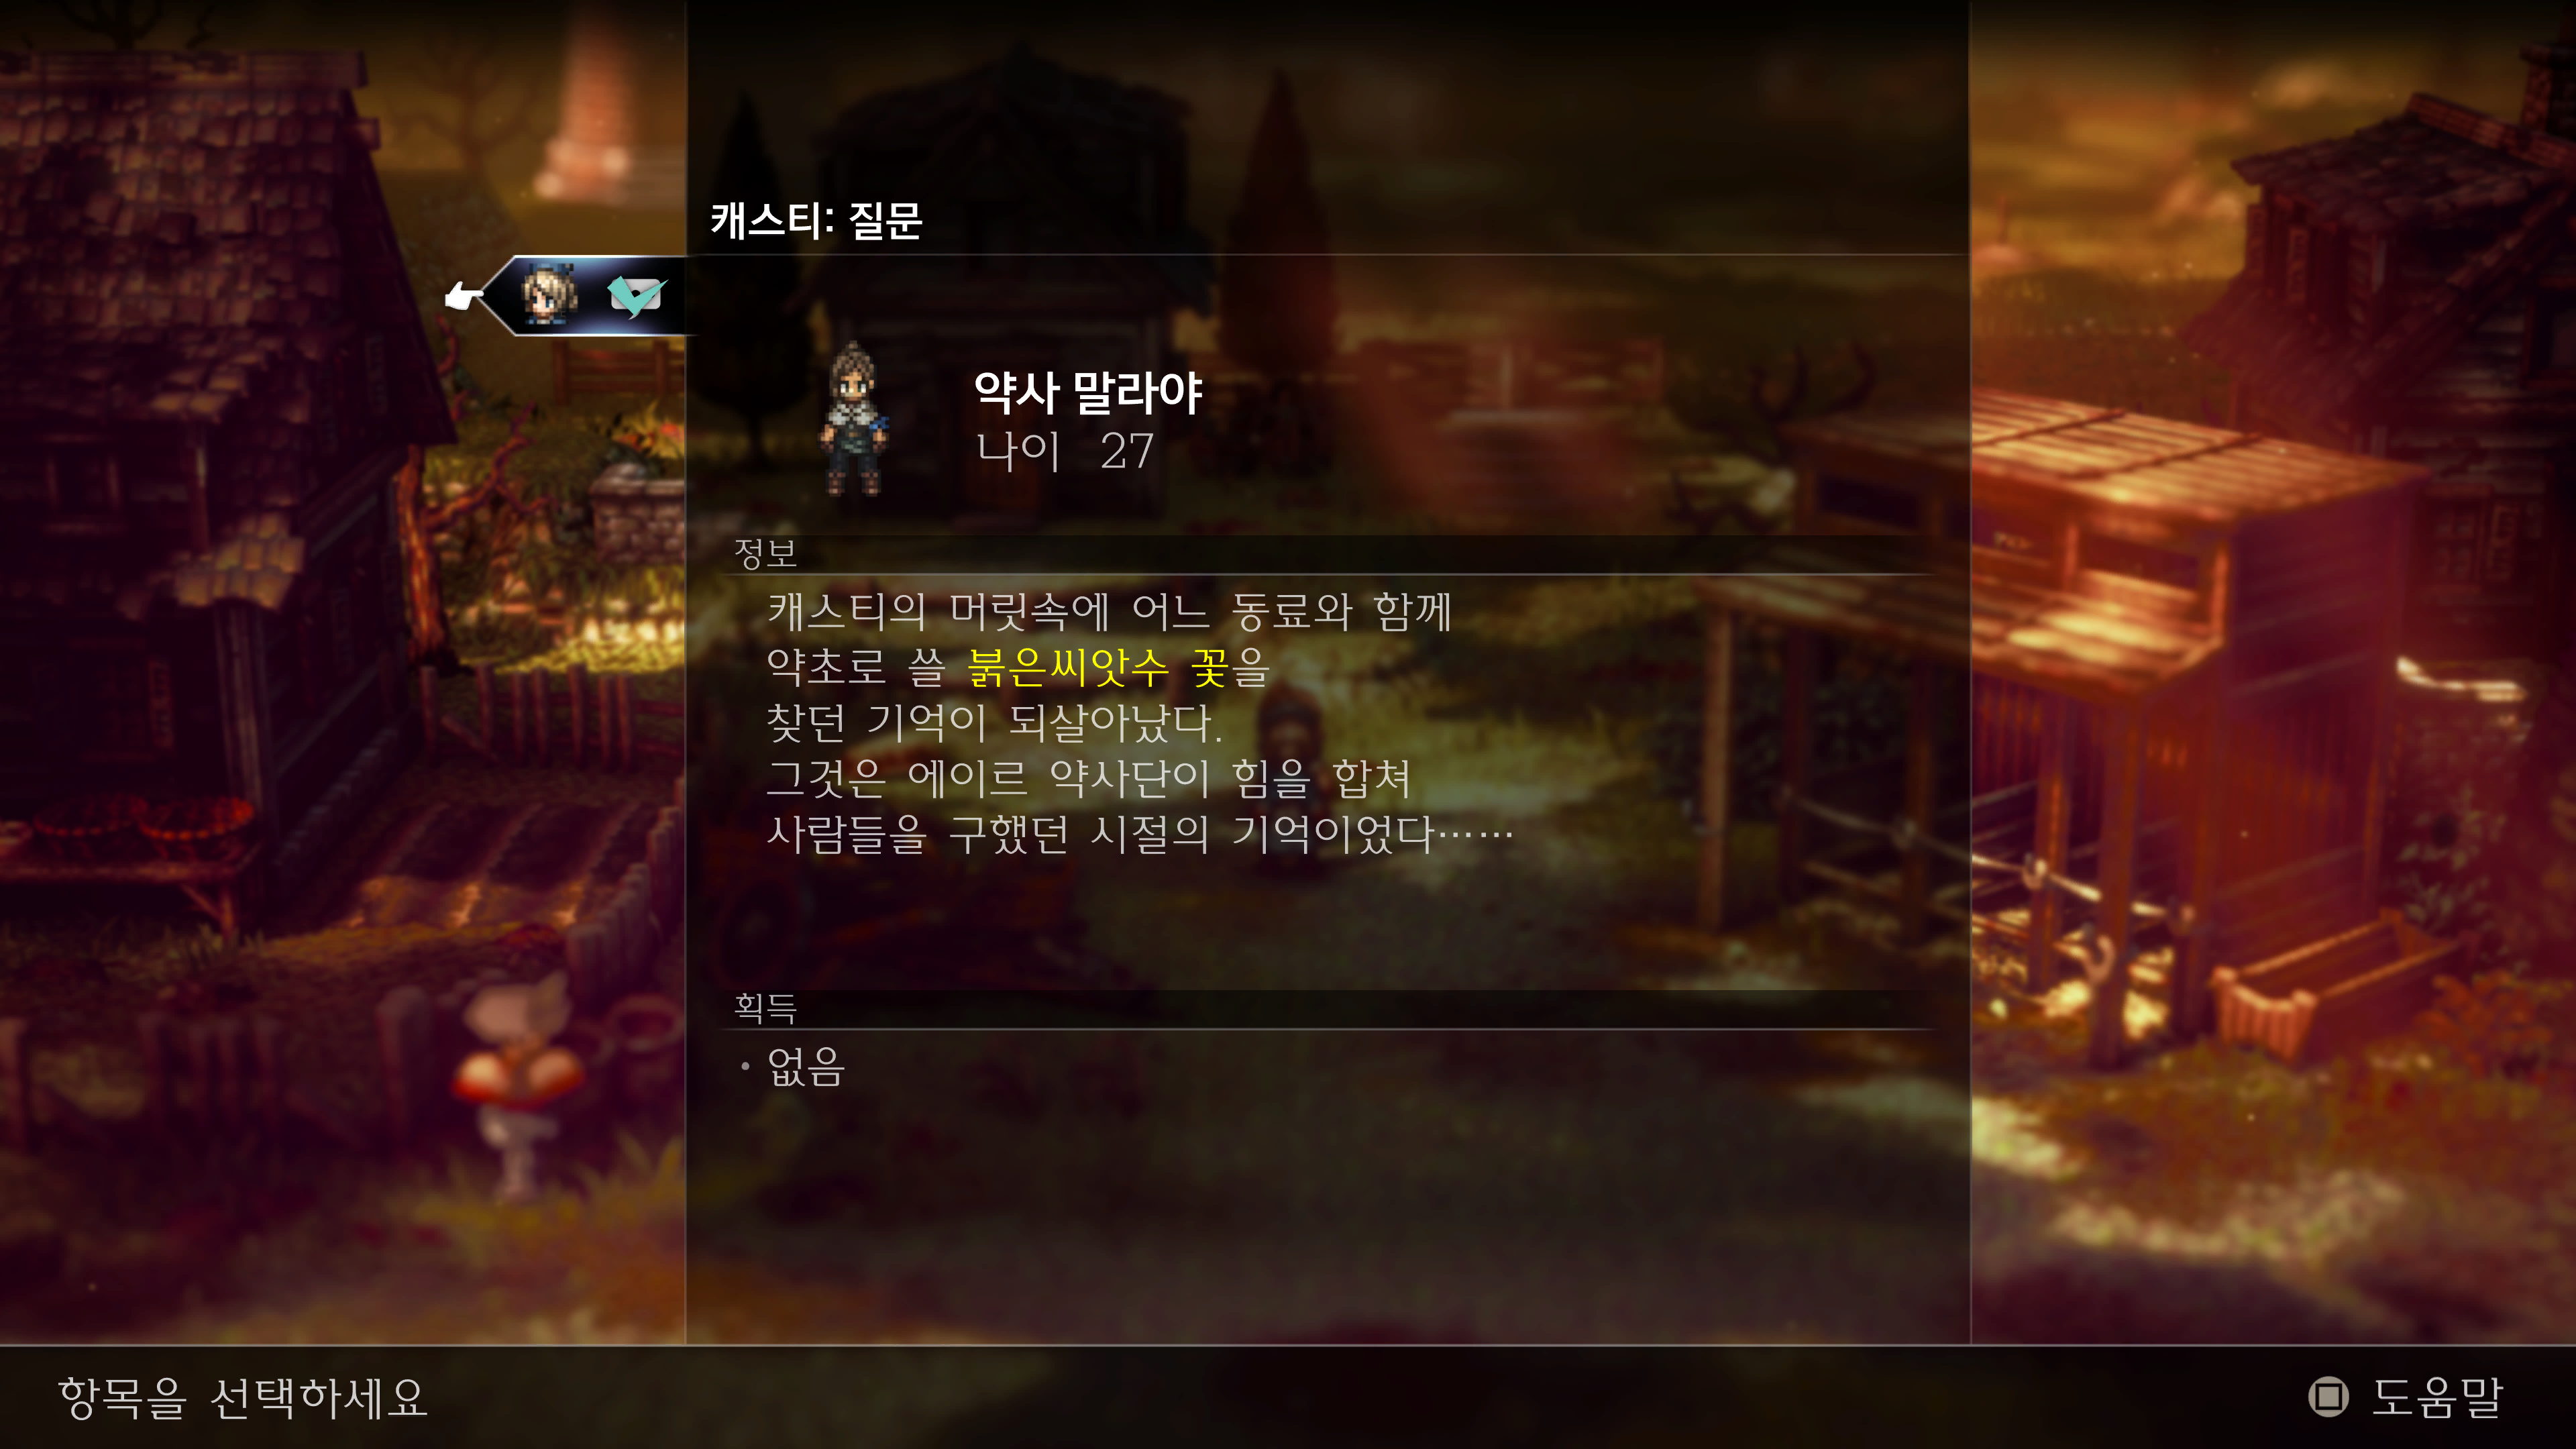 캐스티: 질문
약사 말라야
나이 27
정보
캐스티의 머릿속에 어느 동료와 함께
약초로 쓸 붉은씨앗수 꽃을
찾던 기억이 되살아났다.
그것은 에이르 약사단이 힘을 합쳐
사람들을 구했던 시절의 기억이었다……
획득
• 없음
항목을 선택하세요
도움말